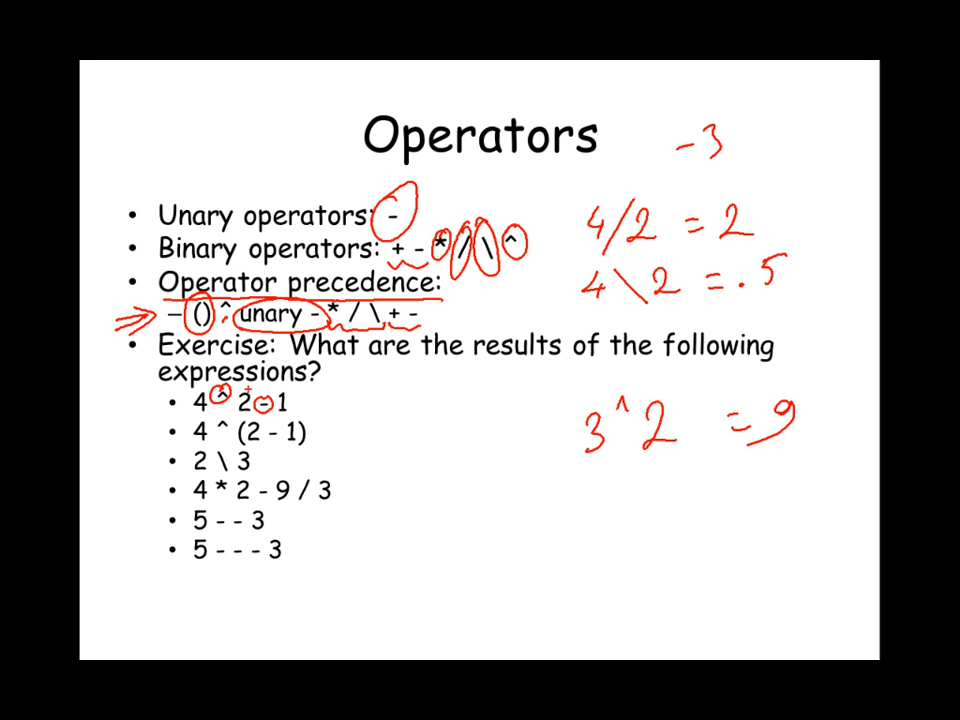 Operators
- 3
• Unary operators: -
4/2 = 2
• Binary operators: + - * / \ ^
4\2 = .5
• Operator precedence:
– () ^ unary - * / \ + -
• Exercise: What are the results of the following
expressions?
• 4 ^ 2 - 1
3^2 = 9
• 4 ^ (2 - 1)
• 2 \ 3
• 4 * 2 - 9 / 3
• 5 - - 3
• 5 - - - 3